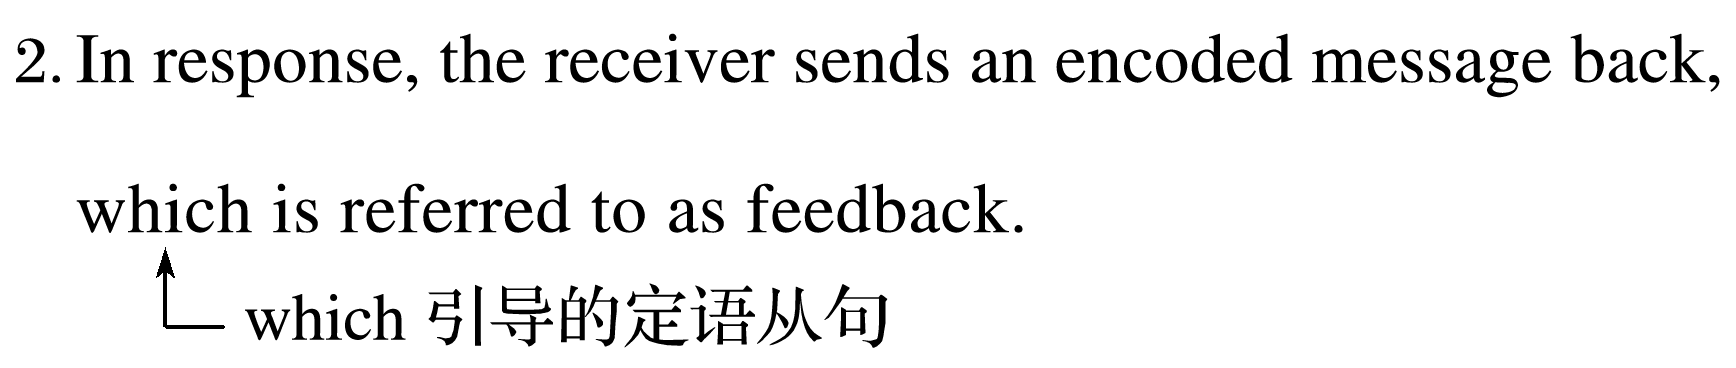 2. In response, the receiver sends an encoded message back,
which is referred to as feedback.
which 引导的定语从句